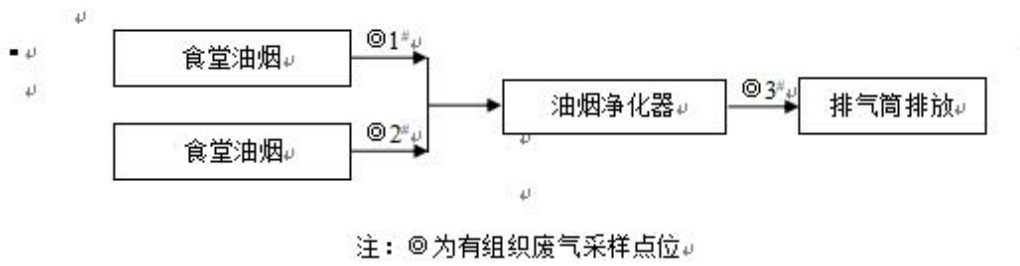 食堂油烟
◎1#
食堂油烟
◎2#
油烟净化器
◎3#
排气筒排放
注：◎为有组织废气采样点位